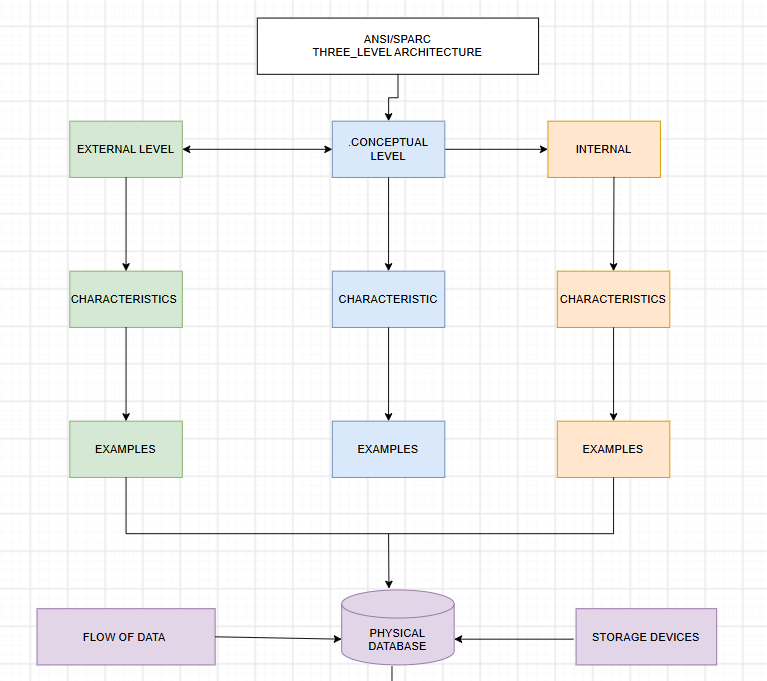 ANSI/SPARC
THREE_LEVEL ARCHITECTURE
EXTERNAL LEVEL
.CONCEPTUAL
LEVEL
INTERNAL
CHARACTERISTICS
CHARACTERISTIC
CHARACTERISTICS
EXAMPLES
EXAMPLES
EXAMPLES
FLOW OF DATA
PHYSICAL
DATABASE
STORAGE DEVICES